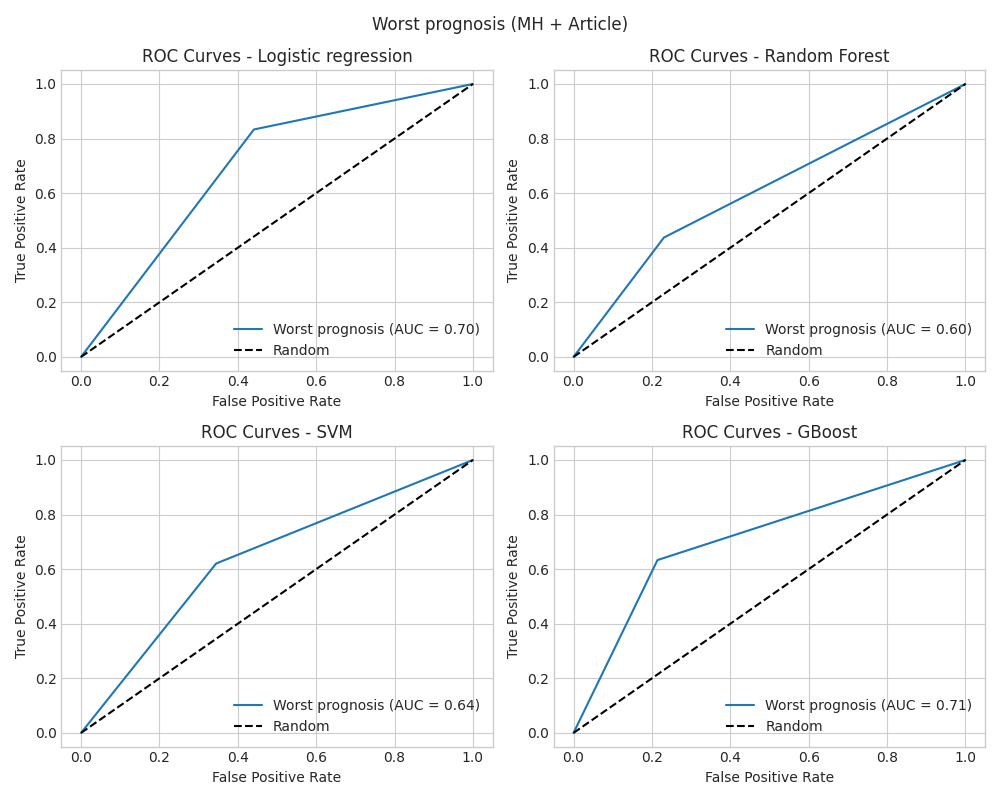 Worst prognosis (MH + Article)
ROC Curves - Logistic regression
True Positive Rate
1.0
0.8
0.6
0.4
0.2
0.0
Worst prognosis (AUC = 0.70)
Random
0.0 0.2 0.4 0.6 0.8 1.0
False Positive Rate
ROC Curves - Random Forest
True Positive Rate
1.0
0.8
0.6
0.4
0.2
0.0
Worst prognosis (AUC = 0.60)
Random
0.0 0.2 0.4 0.6 0.8 1.0
False Positive Rate
ROC Curves - SVM
True Positive Rate
1.0
0.8
0.6
0.4
0.2
0.0
Worst prognosis (AUC = 0.64)
Random
0.0 0.2 0.4 0.6 0.8 1.0
False Positive Rate
ROC Curves - GBoost
True Positive Rate
1.0
0.8
0.6
0.4
0.2
0.0
Worst prognosis (AUC = 0.71)
Random
0.0 0.2 0.4 0.6 0.8 1.0
False Positive Rate